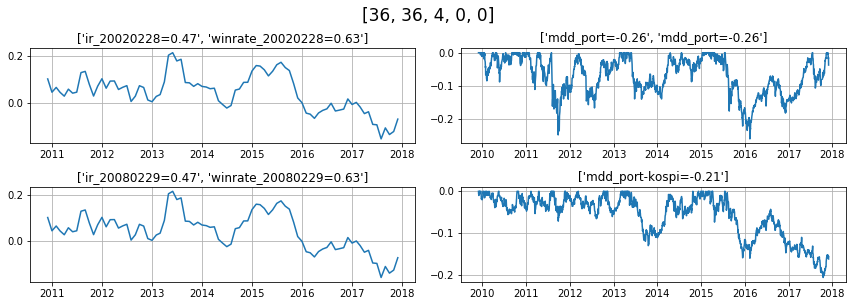 [36, 36, 4, 0, 0]
['ir_20020228=0.47', 'winrate_20020228=0.63']
0.2
0.0
2011 2012 2013 2014 2015 2016 2017 2018
['mdd_port=-0.26', 'mdd_port=-0.26']
0.0
−0.1
−0.2
2010 2011 2012 2013 2014 2015 2016 2017 2018
['ir_20080229=0.47', 'winrate_20080229=0.63']
0.2
0.0
2011 2012 2013 2014 2015 2016 2017 2018
['mdd_port-kospi=-0.21']
0.0
−0.1
−0.2
2010 2011 2012 2013 2014 2015 2016 2017 2018